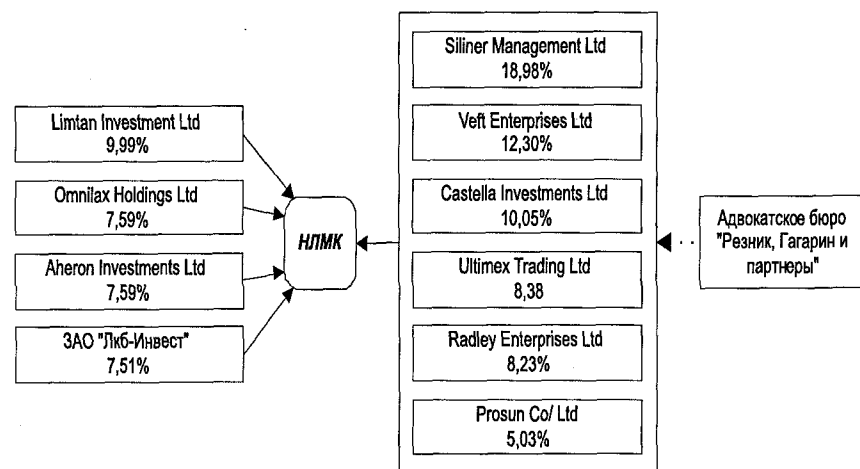 Limtan Investment Ltd
9,99%
Omnilax Holdings Ltd
7,59%
Aheron Investments Ltd
7,59%
ЗАО "Лкб-Инвест"
7,51%
НЛМК
Siliner Management Ltd
18,98%
Veft Enterprises Ltd
12,30%
Castella Investments Ltd
10,05%
Ultimex Trading Ltd
8,38
Radley Enterprises Ltd
8,23%
Prosun Co/ Ltd
5,03%
Адвокатское бюро
"Резник, Гагарин и
партнеры"